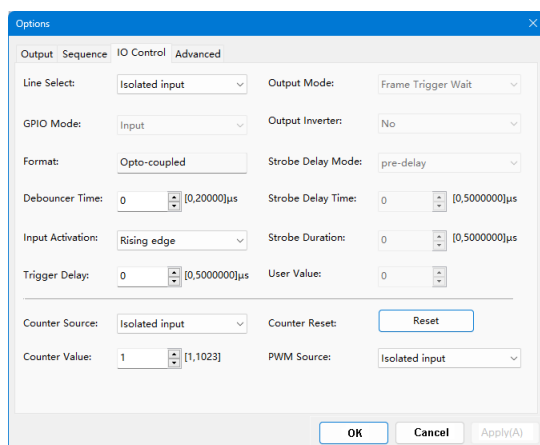 Options
Output Sequence IO Control Advanced
Line Select: Isolated input Output Mode: Frame Trigger Wait
GPIO Mode: Input Output Inverter: No
Format: Opto-coupled Strobe Delay Mode: pre-delay
Debouncer Time: 0 [0,20000]μs Strobe Delay Time: 0 [0,5000000]μs
Input Activation: Rising edge Strobe Duration: 0 [0,5000000]μs
Trigger Delay: 0 [0,5000000]μs User Value: 0
Counter Source: Isolated input Counter Reset: Reset
Counter Value: 1 [1,1023] PWM Source: Isolated input
OK Cancel Apply(A)